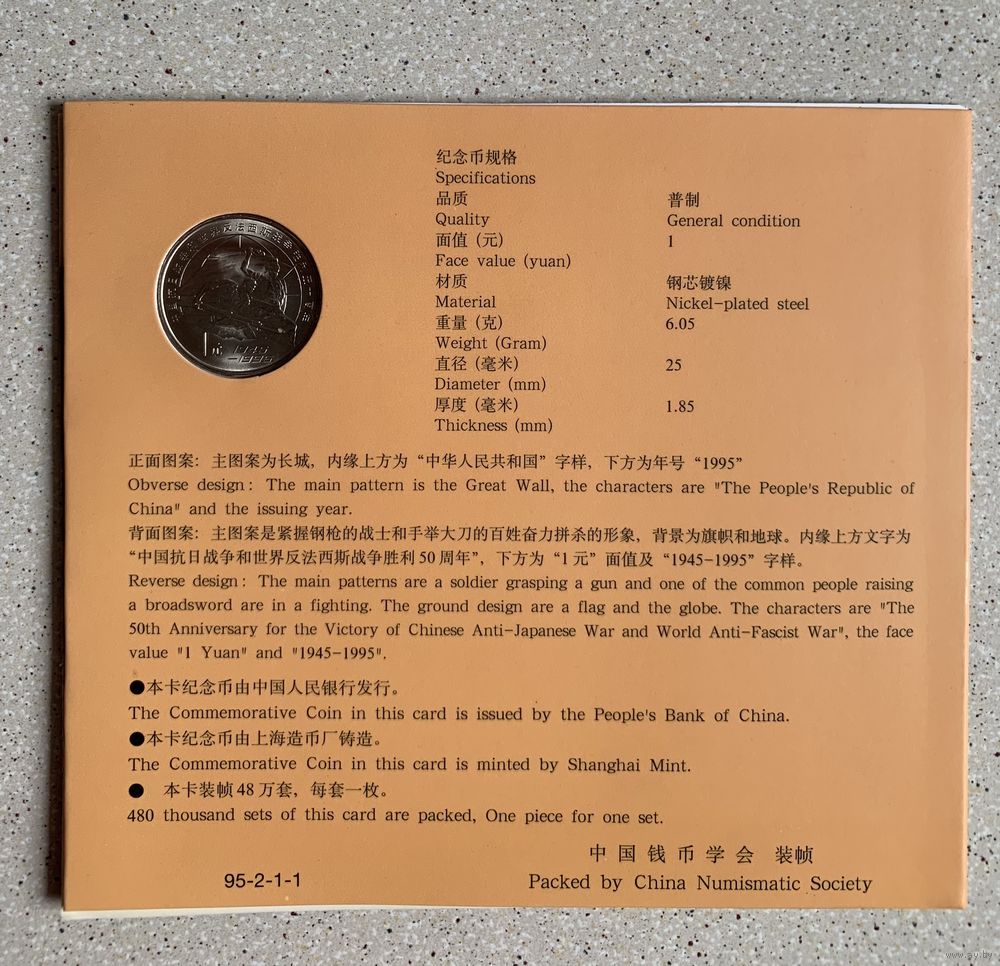 纪念币规格
Specifications
品质 普制
Quality General condition
面值 (元) 1
Face value (yuan)
材质 钢芯镀镍
Material Nickel-plated steel
重量 (克) 6.05
Weight (Gram)
直径 (毫米) 25
Diameter (mm)
厚度 (毫米) 1.85
Thickness (mm)
1元 1945
-1995
正面图案：主图案为长城，内缘上方为“中华人民共和国”字样，下方为年号“1995”
Obverse design: The main pattern is the Great Wall, the characters are "The People's Republic of
China" and the issuing year.
背面图案：主图案是紧握钢枪的战士和手举大刀的百姓奋力拼杀的形象，背景为旗帜和地球。内缘上方文字为
“中国抗日战争和世界反法西斯战争胜利50周年”，下方为“1元”面值及“1945-1995”字样。
Reverse design: The main patterns are a soldier grasping a gun and one of the common people raising
a broadsword are in a fighting. The ground design are a flag and the globe. The characters are "The
50th Anniversary for the Victory of Chinese Anti-Japanese War and World Anti-Fascist War", the face
value "1 Yuan" and "1945-1995".
●本卡纪念币由中国人民银行发行。
The Commemorative Coin in this card is issued by the People's Bank of China.
●本卡纪念币由上海造币厂铸造。
The Commemorative Coin in this card is minted by Shanghai Mint.
● 本卡装帧48万套，每套一枚。
480 thousand sets of this card are packed, One piece for one set.
中国钱币学会 装帧
95-2-1-1 Packed by China Numismatic Society
www.ay.by